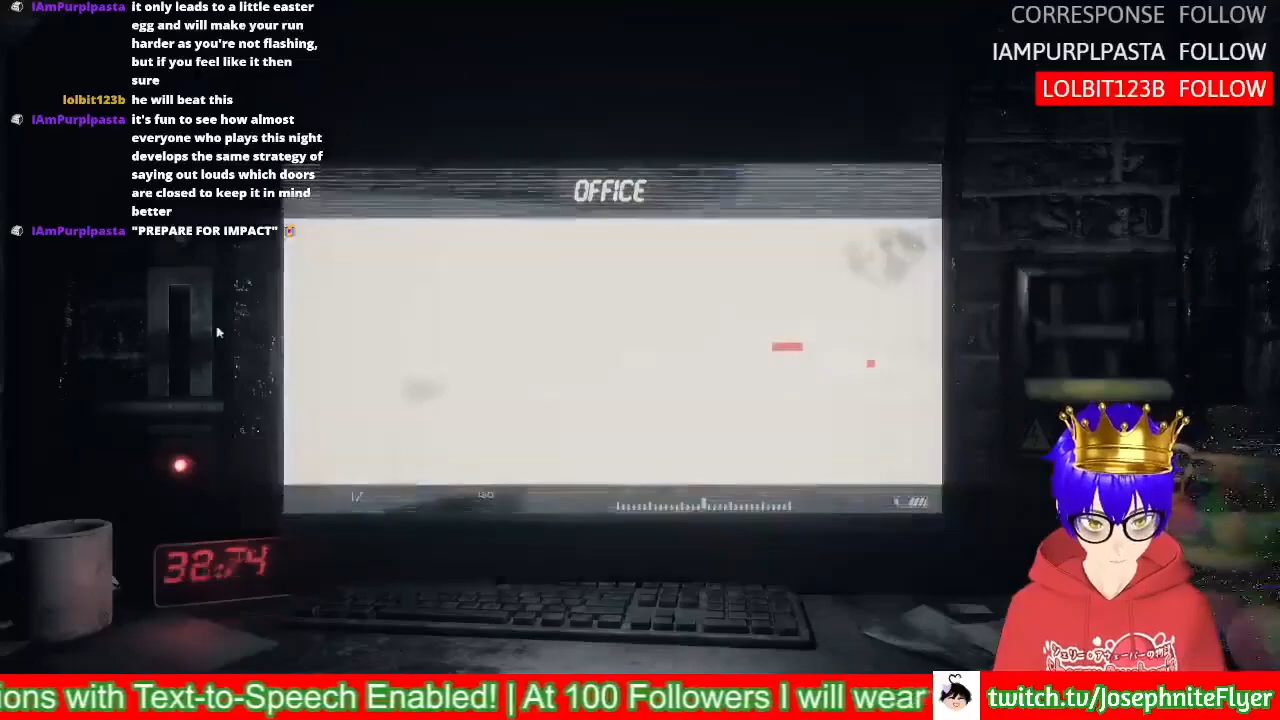 IAmPurplpasta it only leads to a little easter
egg and will make your run
harder as you're not flashing,
but if you feel like it then
sure
lolbit123b he will beat this
IAmPurplpasta it's fun to see how almost
everyone who plays this night
develops the same strategy of
saying out louds which doors
are closed to keep it in mind
better
IAmPurplpasta "PREPARE FOR IMPACT"
CORRESPONSE FOLLOW
IAMPURPLPASTA FOLLOW
LOLBIT123B FOLLOW
OFFICE
38:74
ions with Text-to-Speech Enabled! | At 100 Followers I will wear
twitch.tv/JosephniteFlyer